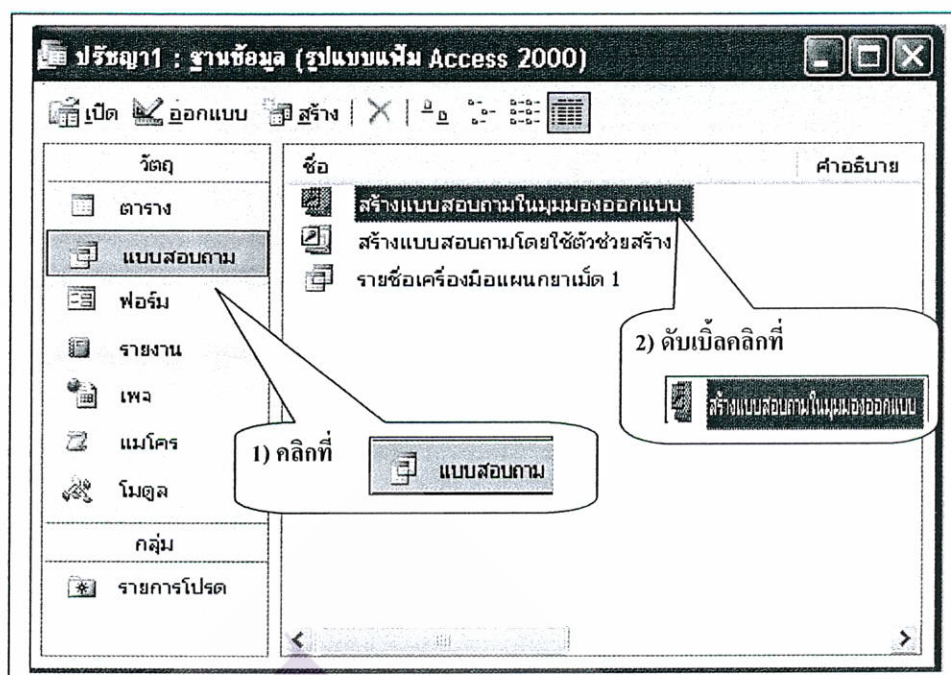 ปรัชญา1 : ฐานข้อมูล (รูปแบบแฟ้ม Access 2000)
เปิด ออกแบบ สร้าง
วัตถุ
ตาราง
แบบสอบถาม
ฟอร์ม
รายงาน
เพจ
แมโคร
โมดูล
กลุ่ม
รายการโปรด
ชื่อ คำอธิบาย
สร้างแบบสอบถามในมุมมองออกแบบ
สร้างแบบสอบถามโดยใช้ตัวช่วยสร้าง
รายชื่อเครื่องมือแผนกยาเม็ด 1
2) ดับเบิ้ลคลิกที่
สร้างแบบสอบถามในมุมมองออกแบบ
1) คลิกที่
แบบสอบถาม